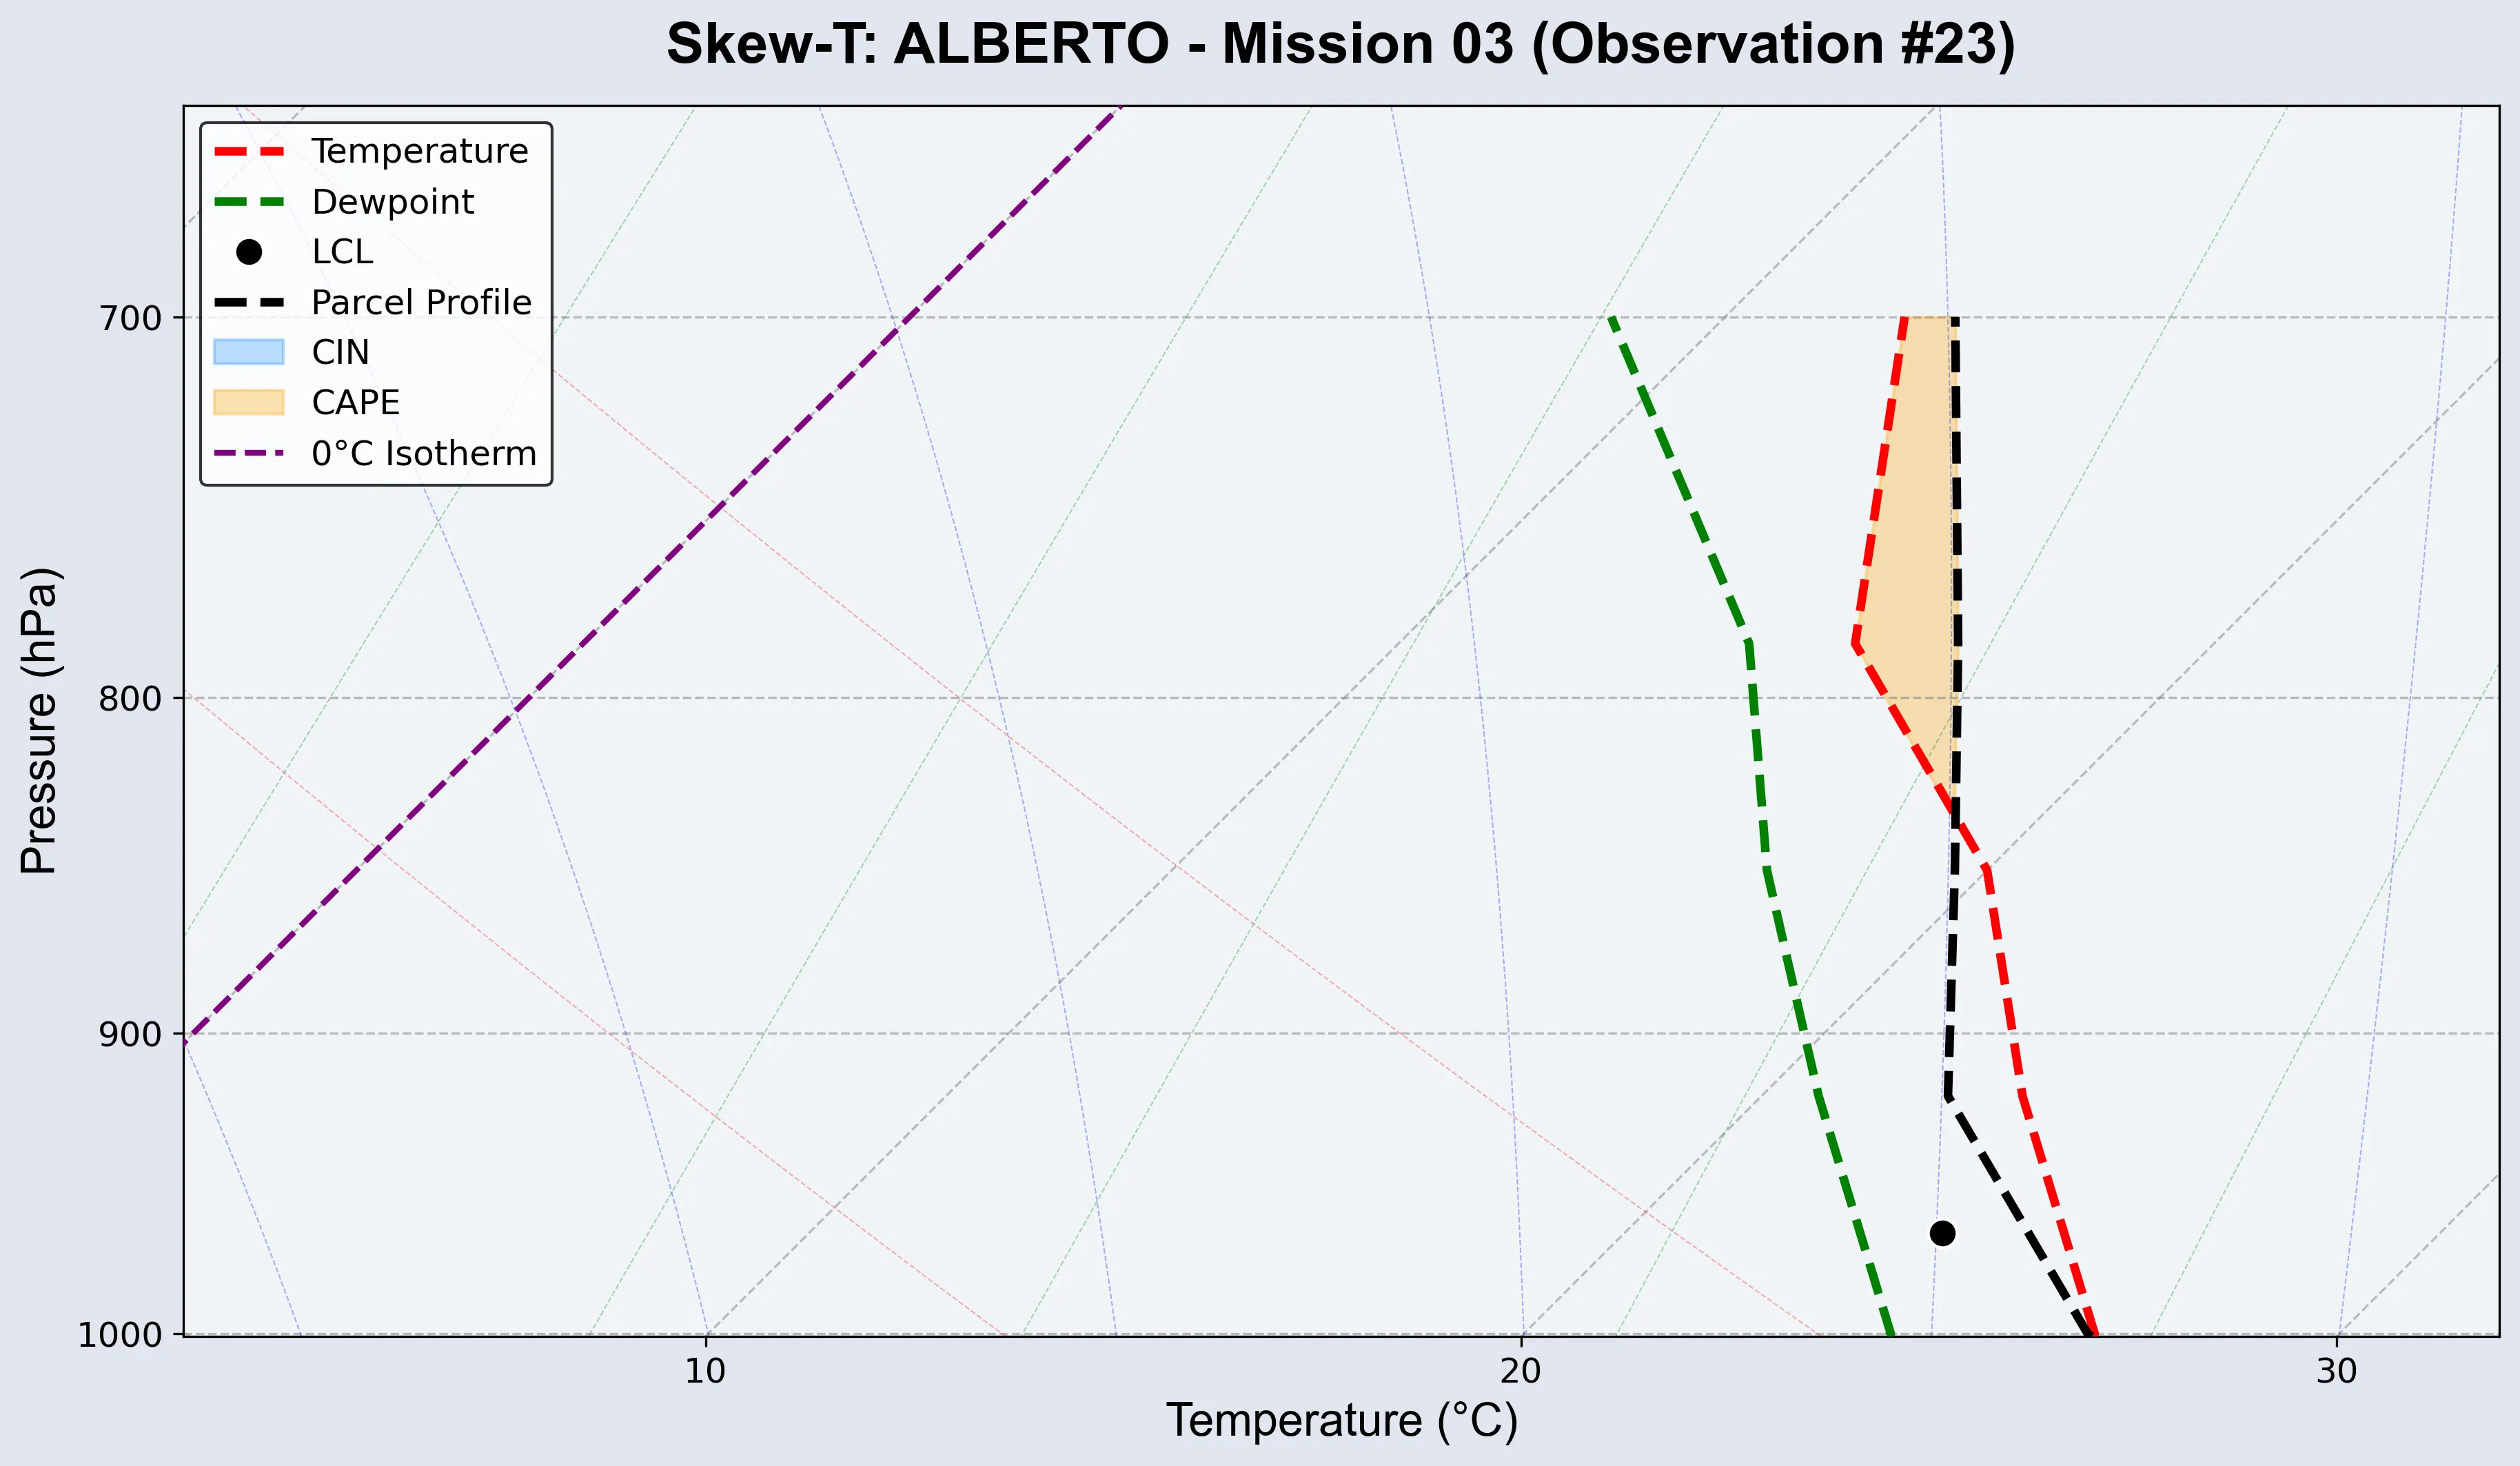 Skew-T: ALBERTO - Mission 03 (Observation #23)
Temperature
Dewpoint
LCL
Parcel Profile
CIN
CAPE
0°C Isotherm
Pressure (hPa)
700
800
900
1000
10 20 30
Temperature (°C)